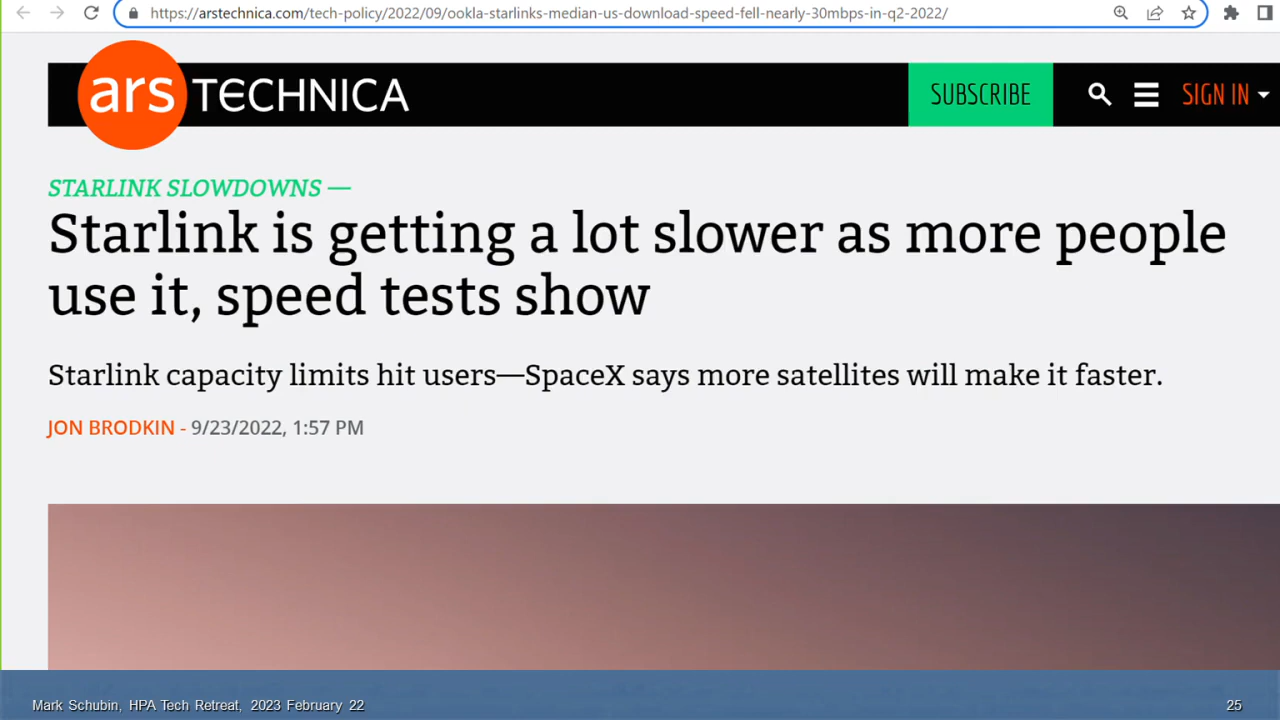 https://arstechnica.com/tech-policy/2022/09/ookla-starlinks-median-us-download-speed-fell-nearly-30mbps-in-q2-2022/
ars TECHNICA
SUBSCRIBE
SIGN IN
STARLINK SLOWDOWNS —
Starlink is getting a lot slower as more people
use it, speed tests show
Starlink capacity limits hit users—SpaceX says more satellites will make it faster.
JON BRODKIN - 9/23/2022, 1:57 PM
Mark Schubin, HPA Tech Retreat, 2023 February 22
25